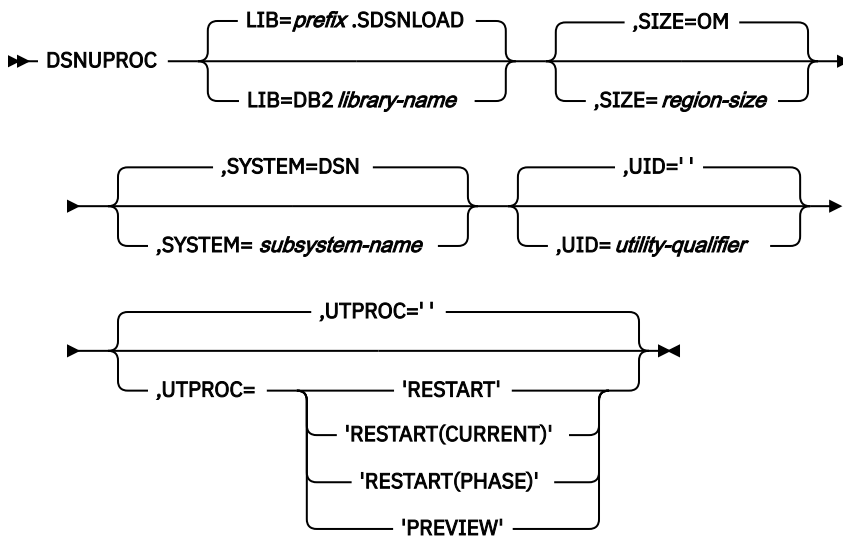 LIB=prefix .SDSNLOAD
,SIZE=OM
DSNUPROC
LIB=DB2 library-name
,SIZE= region-size
,SYSTEM=DSN
,UID=' '
,SYSTEM= subsystem-name
,UID= utility-qualifier
,UTPROC=' '
,UTPROC=
'RESTART'
'RESTART(CURRENT)'
'RESTART(PHASE)'
'PREVIEW'